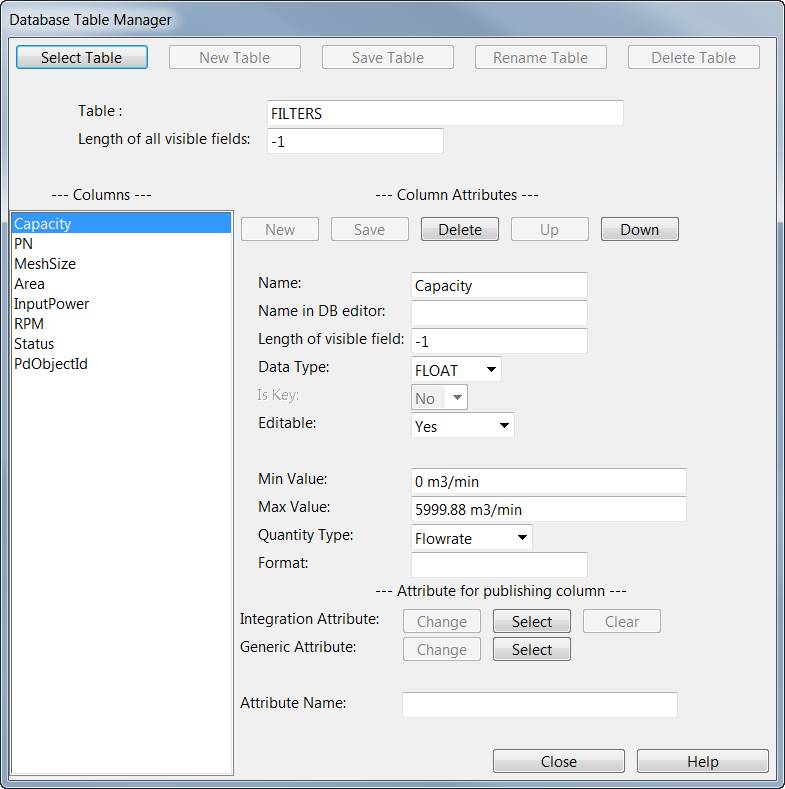 Database Table Manager
Select Table New Table Save Table Rename Table Delete Table
Table : FILTERS
Length of all visible fields: -1
--- Columns --- --- Column Attributes ---
Capacity
PN
MeshSize
Area
InputPower
RPM
Status
PdObjectId
New Save Delete Up Down
Name: Capacity
Name in DB editor:
Length of visible field: -1
Data Type: FLOAT
Is Key: No
Editable: Yes
Min Value: 0 m3/min
Max Value: 5999.88 m3/min
Quantity Type: Flowrate
Format:
--- Attribute for publishing column ---
Integration Attribute: Change Select Clear
Generic Attribute: Change Select
Attribute Name:
Close Help